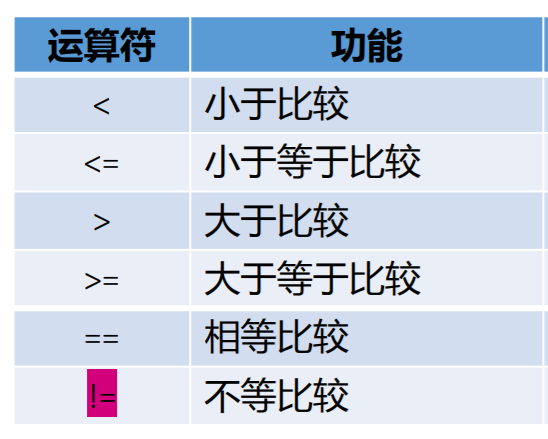 运算符 功能
< 小于比较
<= 小于等于比较
> 大于比较
>= 大于等于比较
== 相等比较
!= 不等比较